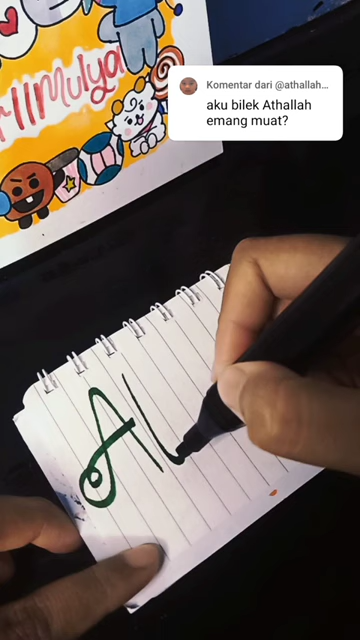 r//Mulya
Komentar dari @athallah...
aku bilek Athallah
emang muat?
Al